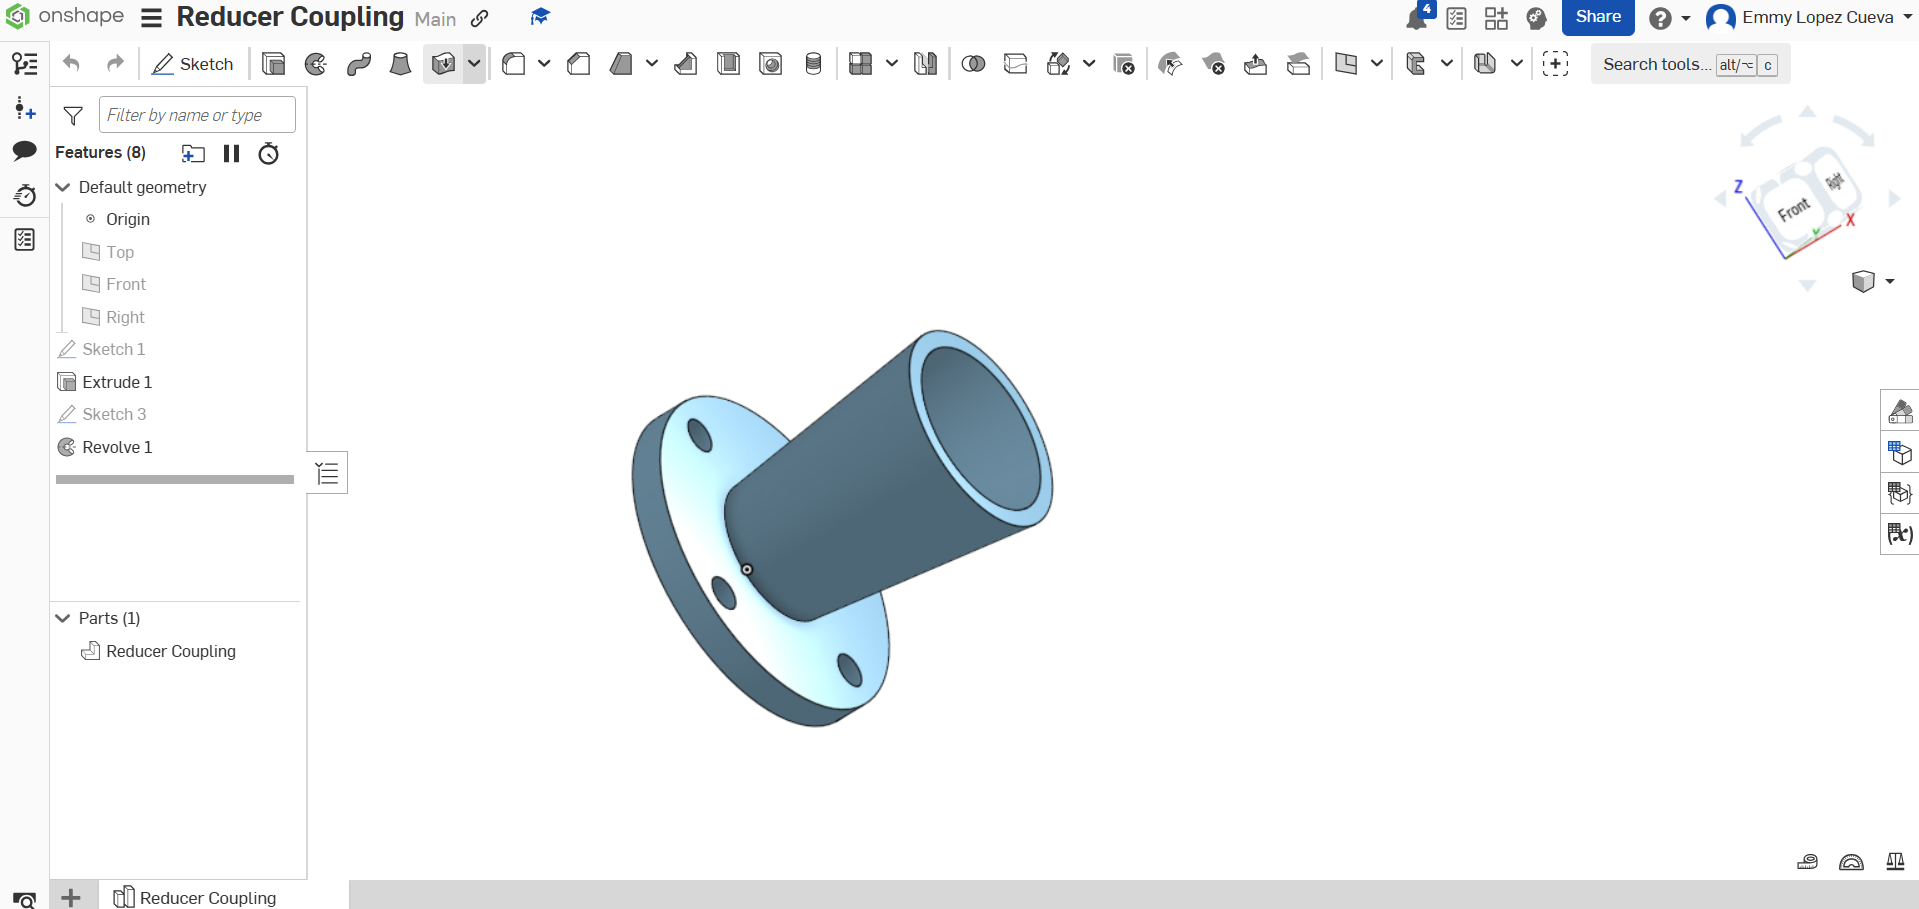 onshape
Reducer Coupling Main
4
Share
Emmy Lopez Cueva
Sketch
Search tools... alt/⌥ c
Filter by name or type
Features (8)
Default geometry
Origin
Top
Front
Right
Sketch 1
Extrude 1
Sketch 3
Revolve 1
Parts (1)
Reducer Coupling
Z
Front
Right
X
Y
(x)
Reducer Coupling